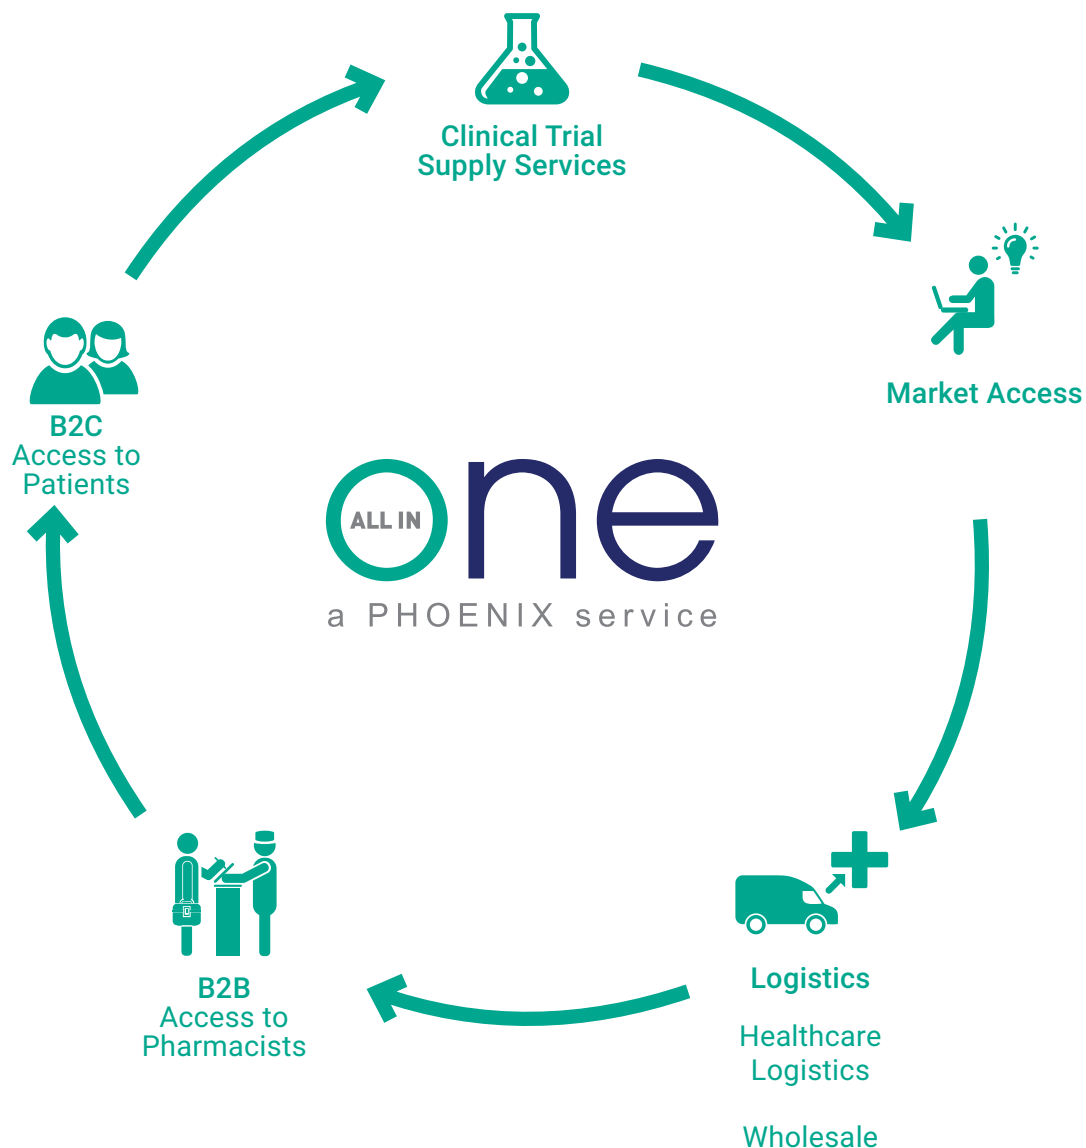 Clinical Trial
Supply Services
Market Access
B2C
Access to
Patients
ALL IN
one
a PHOENIX service
B2B
Access to
Pharmacists
Logistics
Healthcare
Logistics
Wholesale